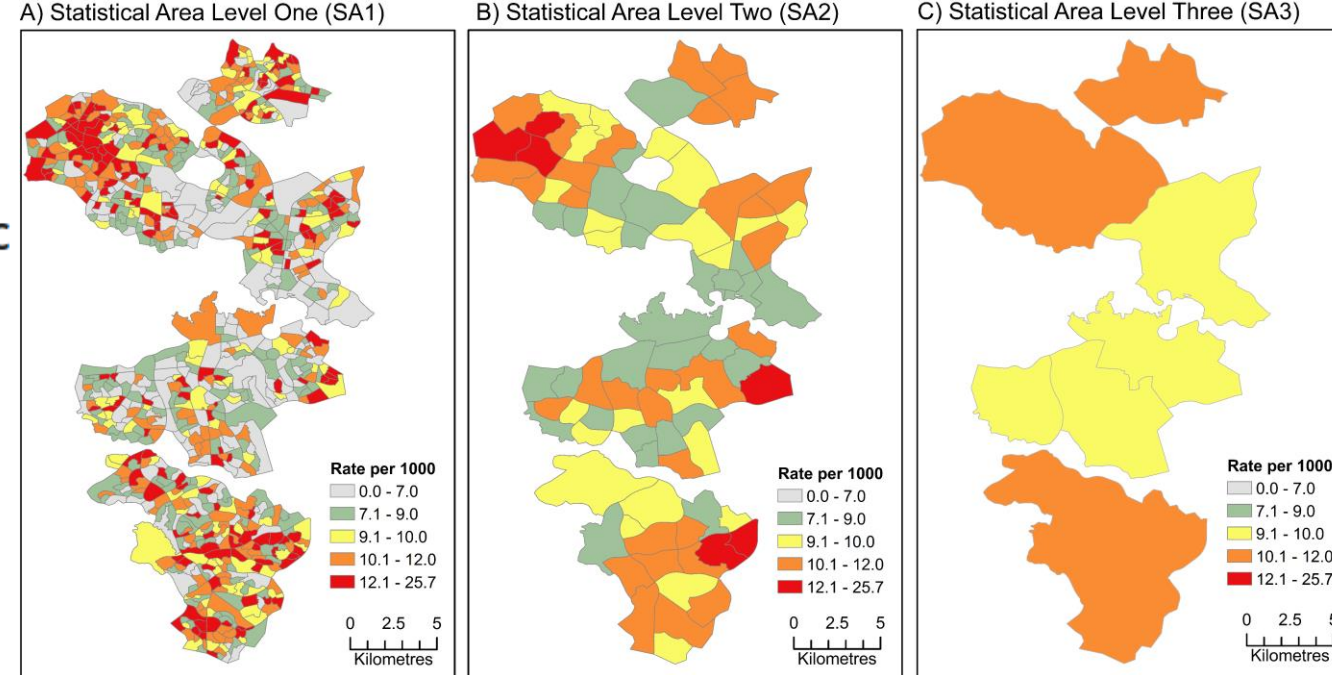 A) Statistical Area Level One (SA1)
B) Statistical Area Level Two (SA2)
C) Statistical Area Level Three (SA3)
c
Rate per 1000
0.0 - 7.0
7.1 - 9.0
9.1 - 10.0
10.1 - 12.0
12.1 - 25.7
0 2.5 5
Kilometres
Rate per 1000
0.0 - 7.0
7.1 - 9.0
9.1 - 10.0
10.1 - 12.0
12.1 - 25.7
0 2.5 5
Kilometres
Rate per 1000
0.0 - 7.0
7.1 - 9.0
9.1 - 10.0
10.1 - 12.0
12.1 - 25.7
0 2.5 5
Kilometres